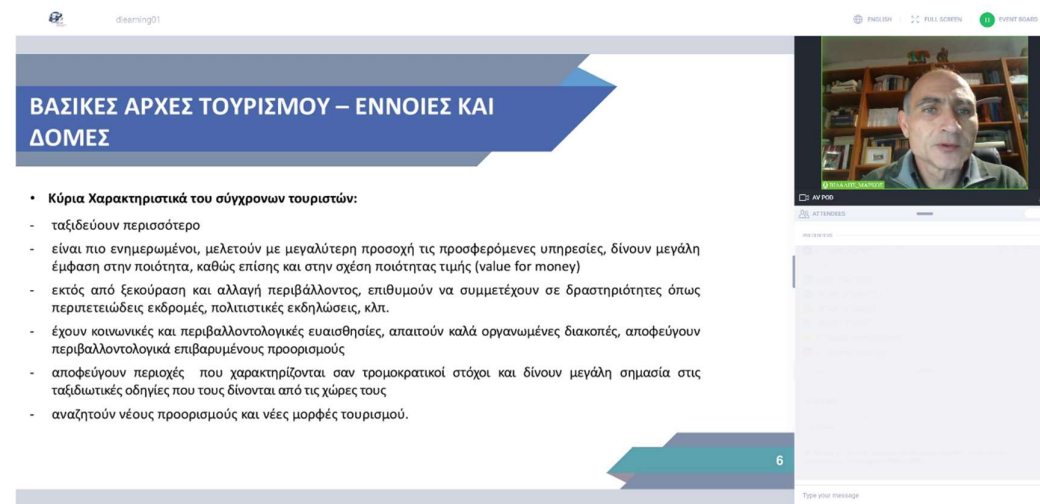 dlearning01
ENGLISH
FULL SCREEN
EVENT BOARD
ΒΑΣΙΚΕΣ ΑΡΧΕΣ ΤΟΥΡΙΣΜΟΥ – ΕΝΝΟΙΕΣ ΚΑΙ
ΔΟΜΕΣ
• Κύρια Χαρακτηριστικά του σύγχρονων τουριστών:
- ταξιδεύουν περισσότερο
- είναι πιο ενημερωμένοι, μελετούν με μεγαλύτερη προσοχή τις προσφερόμενες υπηρεσίες, δίνουν μεγάλη
έμφαση στην ποιότητα, καθώς επίσης και στην σχέση ποιότητας τιμής (value for money)
- εκτός από ξεκούραση και αλλαγή περιβάλλοντος, επιθυμούν να συμμετέχουν σε δραστηριότητες όπως
περιπετειώδεις εκδρομές, πολιτιστικές εκδηλώσεις, κλπ.
- έχουν κοινωνικές και περιβαλλοντολογικές ευαισθησίες, απαιτούν καλά οργανωμένες διακοπές, αποφεύγουν
περιβαλλοντολογικά επιβαρυμένους προορισμούς
- αποφεύγουν περιοχές που χαρακτηρίζονται σαν τρομοκρατικοί στόχοι και δίνουν μεγάλη σημασία στις
ταξιδιωτικές οδηγίες που τους δίνονται από τις χώρες τους
- αναζητούν νέους προορισμούς και νέες μορφές τουρισμού.
6
AV POD
ATTENDEES
Type your message